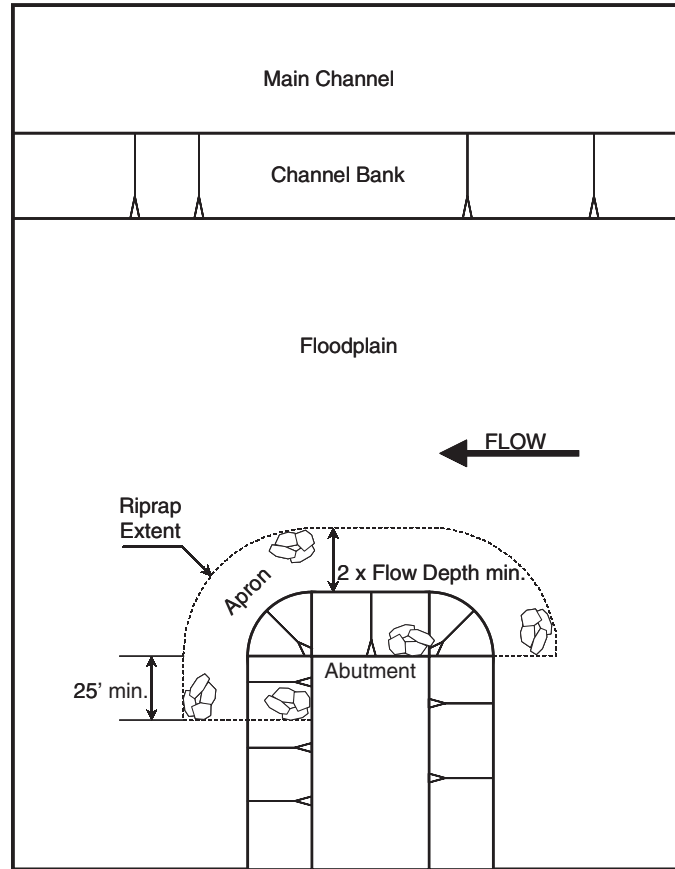 Main Channel
Channel Bank
Floodplain
FLOW
Riprap
Extent
Apron
2 x Flow Depth min.
Abutment
25' min.